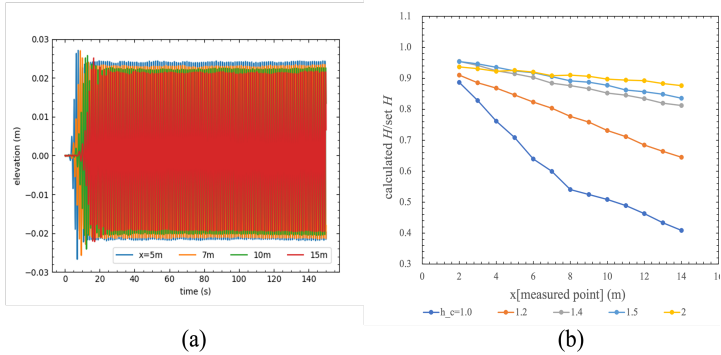 0.03
0.02
0.01
0.00
−0.01
−0.02
−0.03
elevation (m)
0 20 40 60 80 100 120 140
time (s)
x=5m 7m 10m 15m
(a)
1.1
1.0
0.9
0.8
0.7
0.6
0.5
0.4
0.3
calculated H/set H
0 2 4 6 8 10 12 14 16
x[measured point] (m)
h_c=1.0 1.2 1.4 1.5 2
(b)